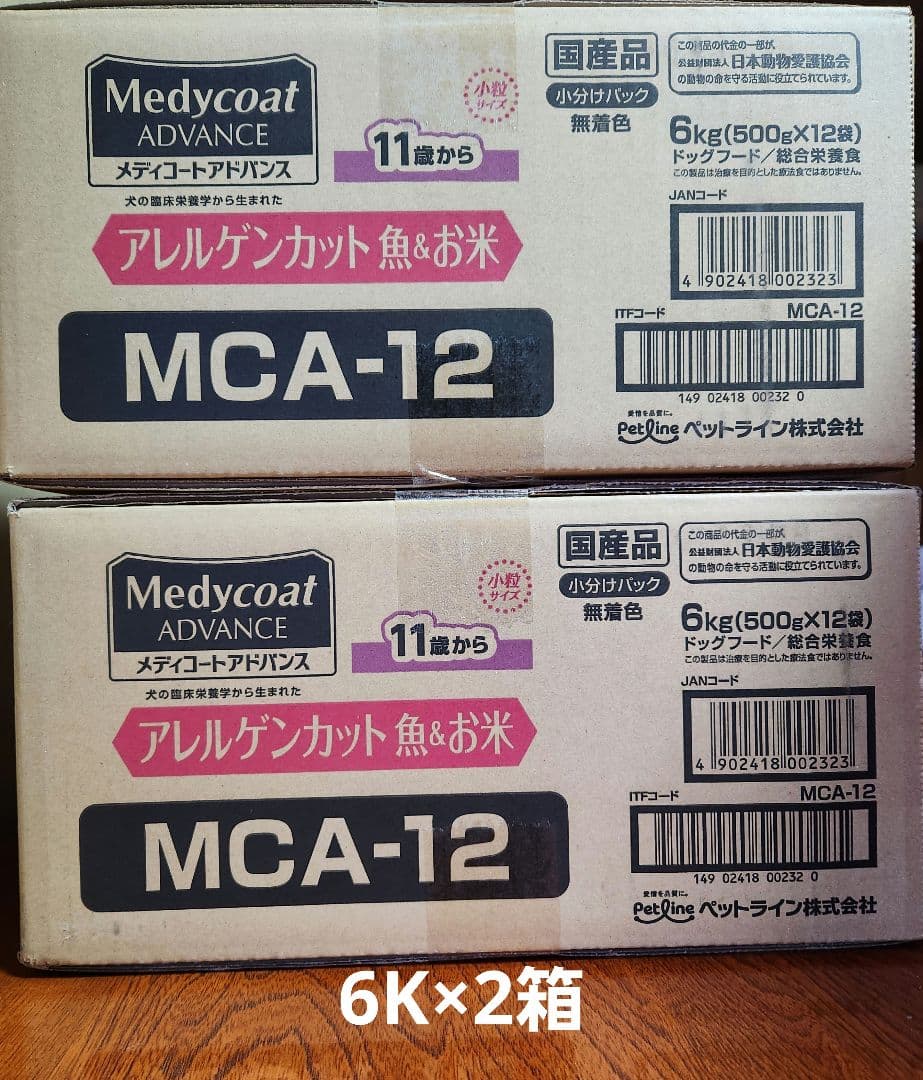 Medycoat
ADVANCE
メディコートアドバンス
犬の臨床栄養学から生まれた
小粒
サイズ
11歳から
アレルゲンカット 魚&お米
MCA-12
国産品
小分けパック
無着色
この商品の代金の一部が、
公益財団法人 日本動物愛護協会
の動物の命を守る活動に役立てられています。
6kg(500g×12袋)
ドッグフード/総合栄養食
この製品は治療を目的とした療法食ではありません。
JANコード
4 902418 002323
ITFコード MCA-12
149 02418 00232 0
愛情を品質に。
Petline ペットライン株式会社
Medycoat
ADVANCE
メディコートアドバンス
犬の臨床栄養学から生まれた
小粒
サイズ
11歳から
アレルゲンカット 魚&お米
MCA-12
国産品
小分けパック
無着色
この商品の代金の一部が、
公益財団法人 日本動物愛護協会
の動物の命を守る活動に役立てられています。
6kg(500g×12袋)
ドッグフード/総合栄養食
この製品は治療を目的とした療法食ではありません。
JANコード
4 902418 002323
ITFコード MCA-12
149 02418 00232 0
愛情を品質に。
Petline ペットライン株式会社
6K×2箱